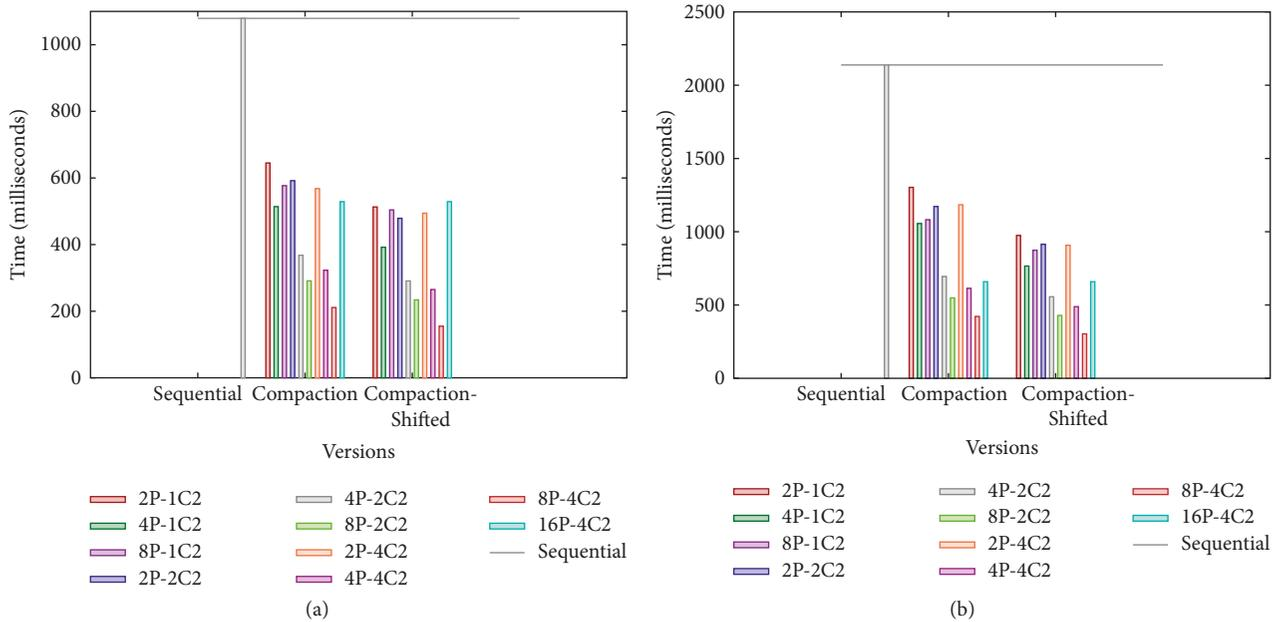 Time (milliseconds)
1000
800
600
400
200
0
Sequential Compaction Compaction-
Shifted
Versions
2P-1C2
4P-1C2
8P-1C2
2P-2C2
4P-2C2
8P-2C2
2P-4C2
4P-4C2
8P-4C2
16P-4C2
Sequential
(a)
Time (milliseconds)
2500
2000
1500
1000
500
0
Sequential Compaction Compaction-
Shifted
Versions
2P-1C2
4P-1C2
8P-1C2
2P-2C2
4P-2C2
8P-2C2
2P-4C2
4P-4C2
8P-4C2
16P-4C2
Sequential
(b)